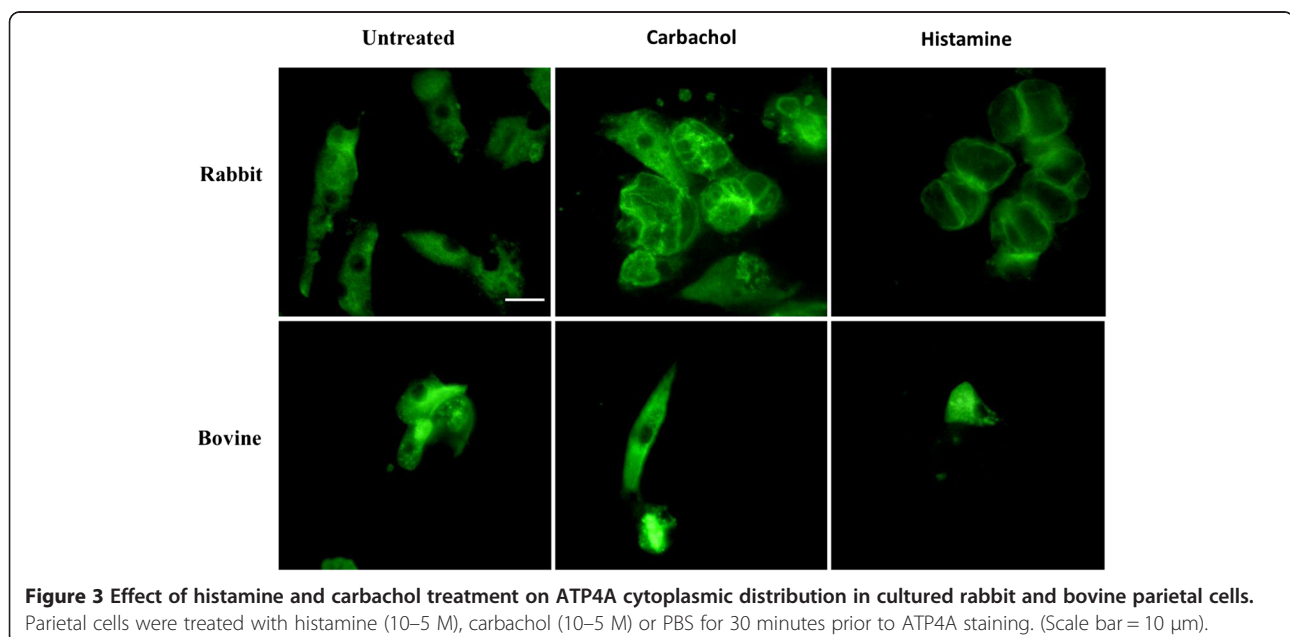 Untreated Carbachol Histamine
Rabbit
Bovine
Figure 3 Effect of histamine and carbachol treatment on ATP4A cytoplasmic distribution in cultured rabbit and bovine parietal cells.
Parietal cells were treated with histamine (10–5 M), carbachol (10–5 M) or PBS for 30 minutes prior to ATP4A staining. (Scale bar = 10 μm).